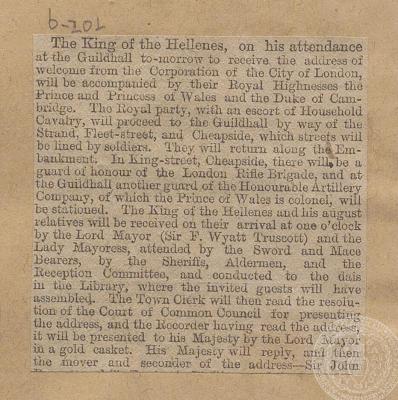 The King of the Hellenes, on his attendance
at the Guildhall to-morrow to receive the address of
welcome from the Corporation of the City of London,
will be accompanied by their Royal Highnesses the
Prince and Princess of Wales and the Duke of Cam-
bridge. The Royal party, with an escort of Household
Cavalry, will proceed to the Guildhall by way of the
Strand, Fleet-street, and Cheapside, which streets will
be lined by soldiers. They will return along the Em-
bankment. In King-street, Cheapside, there will be a
guard of honour of the London Rifle Brigade, and at
the Guildhall another guard of the Honourable Artillery
Company, of which the Prince of Wales is colonel, will
be stationed. The King of the Hellenes and his august
relatives will be received on their arrival at one o'clock
by the Lord Mayor (Sir F. Wyatt Truscott) and the
Lady Mayoress, attended by the Sword and Mace
Bearers, by the Sheriffs, Aldermen, and the
Reception Committee, and conducted to the dais
in the Library, where the invited guests will have
assembled. The Town Clerk will then read the resolu-
tion of the Court of Common Council for presenting
the address, and the Recorder having read the address,
it will be presented to his Majesty by the Lord Mayor
in a gold casket. His Majesty will reply, and then
the mover and seconder of the address—Sir John